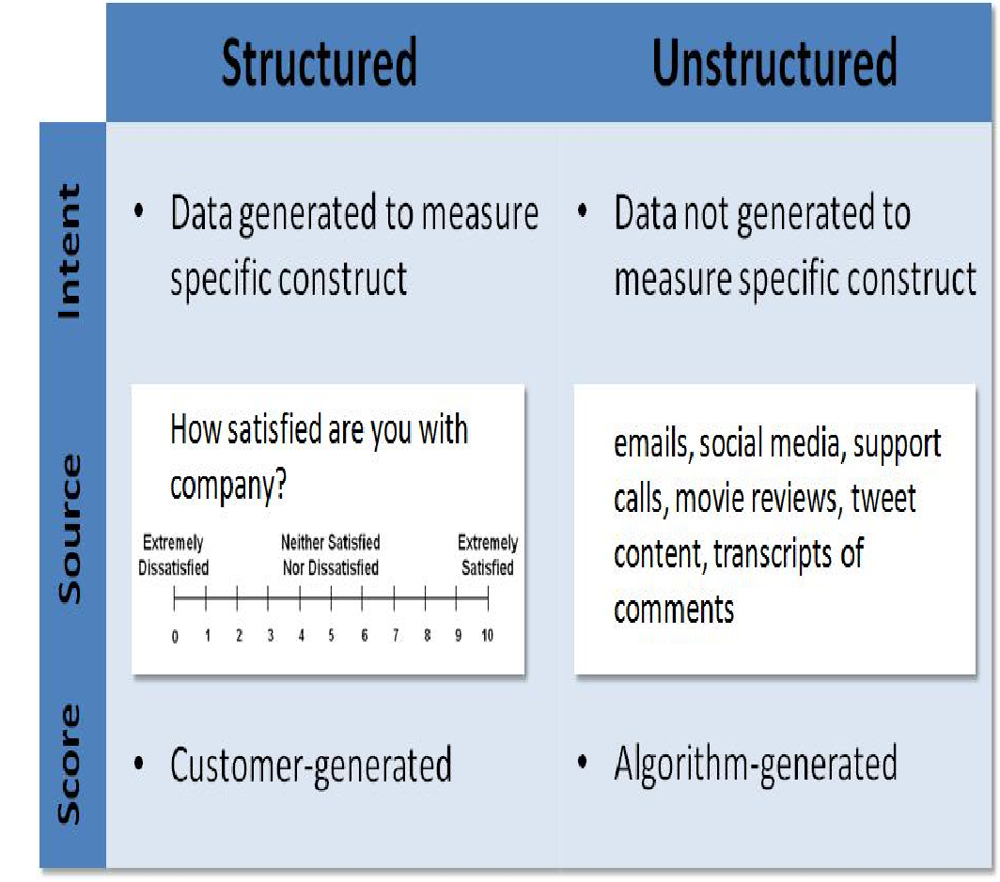 Structured
Unstructured
Intent
• Data generated to measure
specific construct
• Data not generated to
measure specific construct
Source
How satisfied are you with
company?
Extremely
Dissatisfied
Neither Satisfied
Nor Dissatisfied
Extremely
Satisfied
0 1 2 3 4 5 6 7 8 9 10
emails, social media, support
calls, movie reviews, tweet
content, transcripts of
comments
Score
• Customer-generated
• Algorithm-generated